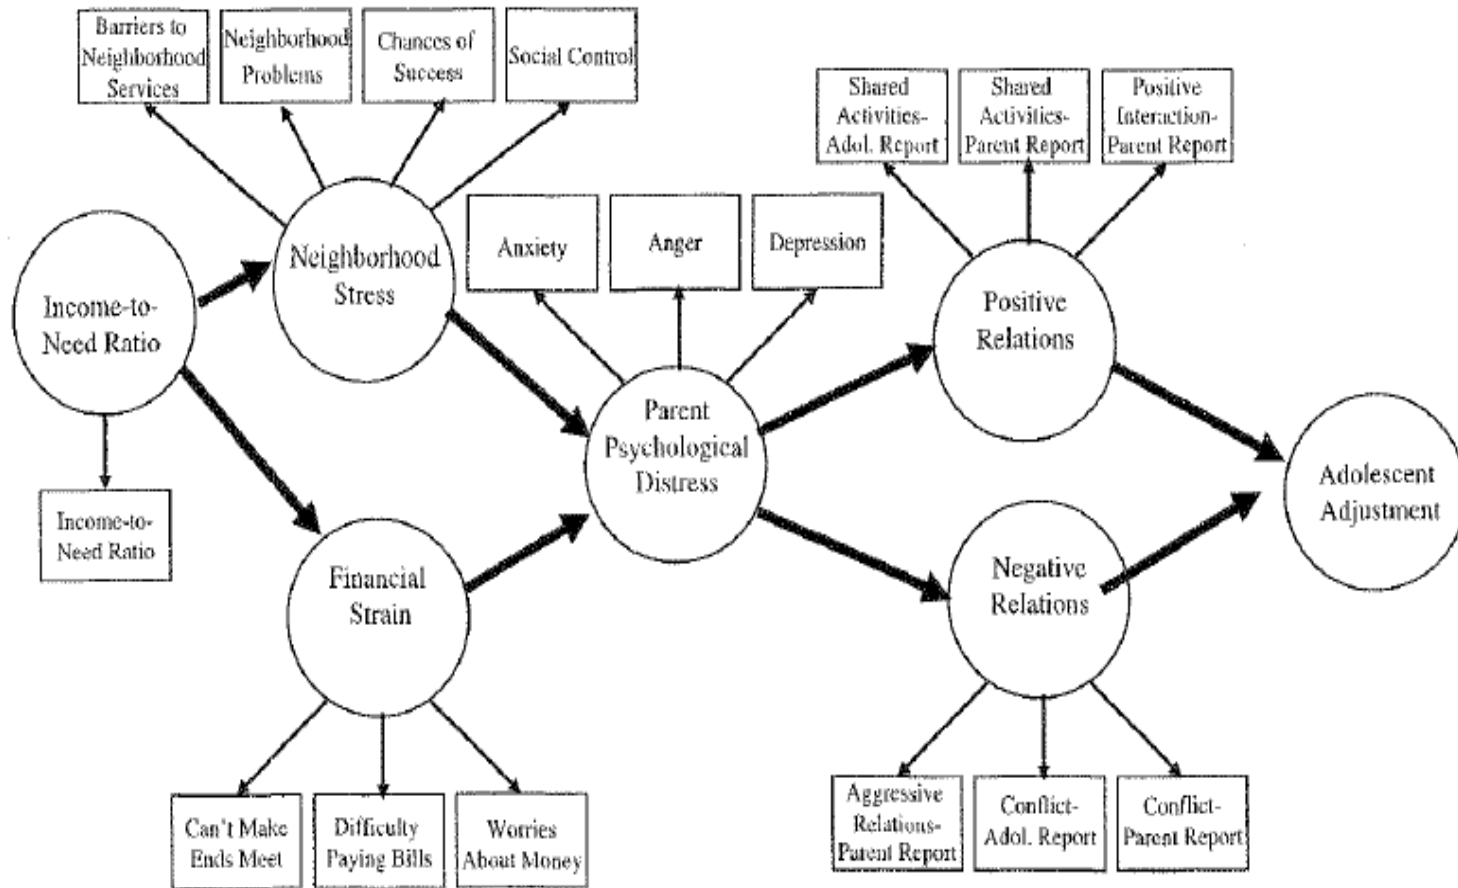 Barriers to
Neighborhood
Services
Neighborhood
Problems
Chances of
Success
Social Control
Shared
Activities-
Adol. Report
Shared
Activities-
Parent Report
Positive
Interaction-
Parent Report
Anxiety
Anger
Depression
Neighborhood
Stress
Income-to-
Need Ratio
Positive
Relations
Parent
Psychological
Distress
Adolescent
Adjustment
Income-to-
Need Ratio
Financial
Strain
Negative
Relations
Can't Make
Ends Meet
Difficulty
Paying Bills
Worries
About Money
Aggressive
Relations-
Parent Report
Conflict-
Adol. Report
Conflict-
Parent Report